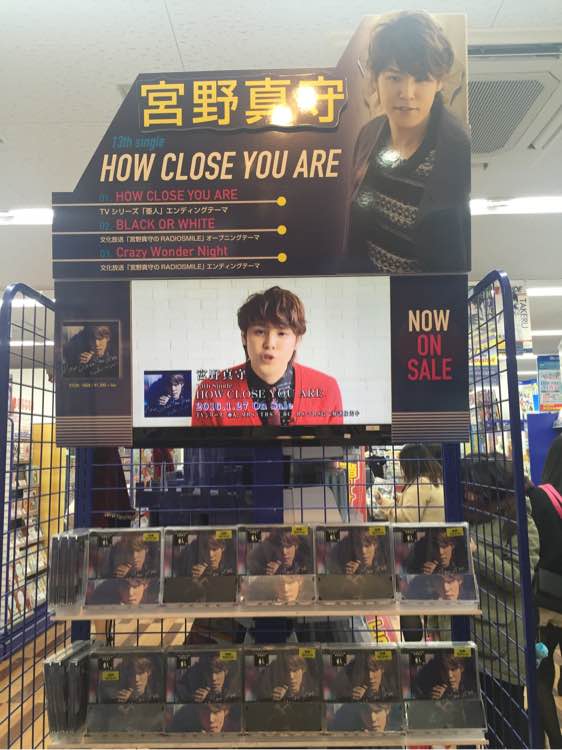 宮野真守
13th single
HOW CLOSE YOU ARE
01. HOW CLOSE YOU ARE
TVシリーズ「亜人」エンディングテーマ
02. BLACK OR WHITE
文化放送「宮野真守のRADIOSMILE」オープニングテーマ
03. Crazy Wonder Night
文化放送「宮野真守のRADIOSMILE」エンディングテーマ
NOW
ON
SALE
宮野真守
13th Single
HOW CLOSE YOU ARE
2016.1.27 On Sale
TAKERU